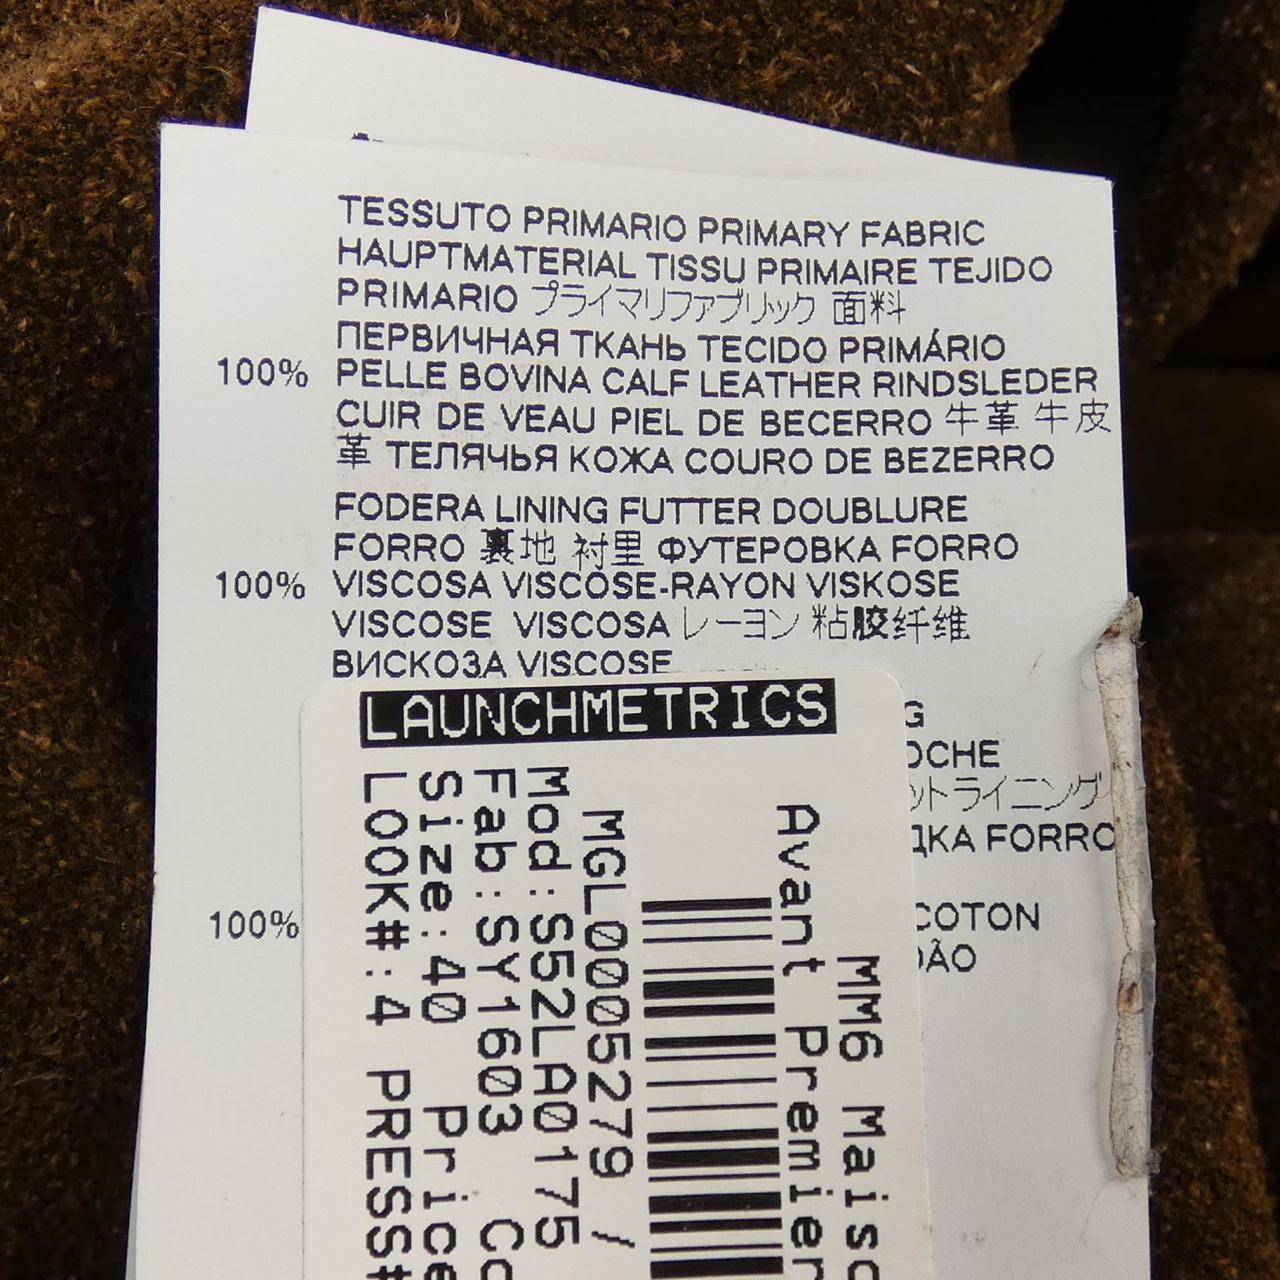 TESSUTO PRIMARIO PRIMARY FABRIC
HAUPTMATERIAL TISSU PRIMAIRE TEJIDO
PRIMARIO プライマリファブリック 面料
ПЕРВИЧНАЯ ТКАНЬ TECIDO PRIMÁRIO
100% PELLE BOVINA CALF LEATHER RINDSLEDER
CUIR DE VEAU PIEL DE BECERRO 牛革 牛皮
革 ТЕЛЯЧЬЯ КОЖА COURO DE BEZERRO
FODERA LINING FUTTER DOUBLURE
FORRO 裏地 衬里 ФУТЕРОВКА FORRO
100% VISCOSA VISCOSE-RAYON VISKOSE
VISCOSE VISCOSA レーヨン 粘胶纤维
ВИСКОЗА VISCOSE
G
OCHE
ットライニング
ДКА FORRO
100% COTON
DÃO
LAUNCHMETRICS
MM6 Maiso
Avant Premier
MGL0005279 /
Mod:S52LA0175
Fab:SY1603 Co
Size:40 Price
LOOK#:4 PRESS#